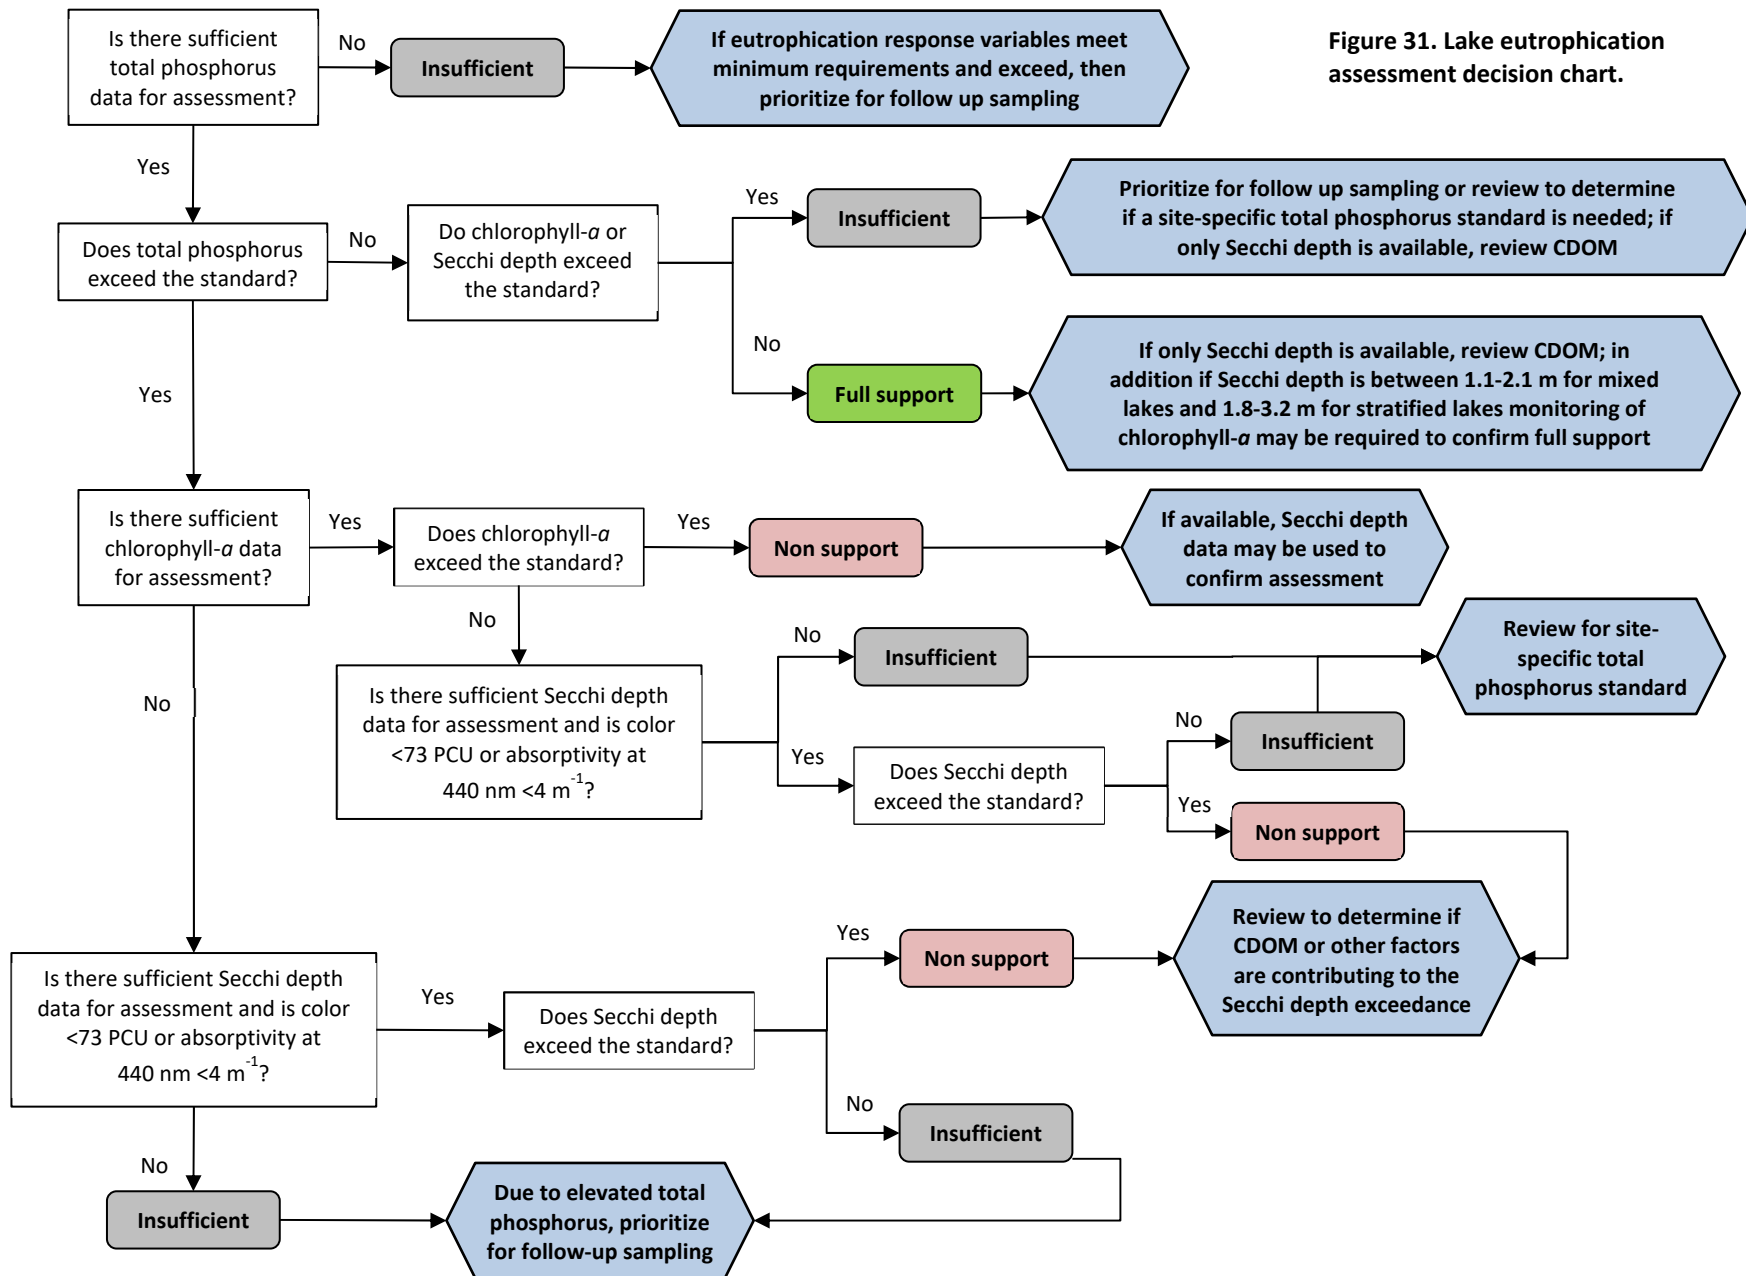 Figure 31. Lake eutrophication
assessment decision chart.
Is there sufficient
total phosphorus
data for assessment?
No
Insufficient
If eutrophication response variables meet
minimum requirements and exceed, then
prioritize for follow up sampling
Yes
Does total phosphorus
exceed the standard?
No
Do chlorophyll-a or
Secchi depth exceed
the standard?
Yes
Insufficient
Prioritize for follow up sampling or review to determine
if a site-specific total phosphorus standard is needed; if
only Secchi depth is available, review CDOM
No
Full support
If only Secchi depth is available, review CDOM; in
addition if Secchi depth is between 1.1-2.1 m for mixed
lakes and 1.8-3.2 m for stratified lakes monitoring of
chlorophyll-a may be required to confirm full support
Yes
Is there sufficient
chlorophyll-a data
for assessment?
Yes
Does chlorophyll-a
exceed the standard?
Yes
Non support
If available, Secchi depth
data may be used to
confirm assessment
No
Is there sufficient Secchi depth
data for assessment and is color
<73 PCU or absorptivity at
440 nm <4 m-1?
No
Insufficient
Review for site-
specific total
phosphorus standard
Yes
Does Secchi depth
exceed the standard?
No
Insufficient
Yes
Non support
No
Is there sufficient Secchi depth
data for assessment and is color
<73 PCU or absorptivity at
440 nm <4 m-1?
Yes
Does Secchi depth
exceed the standard?
Yes
Non support
Review to determine if
CDOM or other factors
are contributing to the
Secchi depth exceedance
No
Insufficient
No
Insufficient
Due to elevated total
phosphorus, prioritize
for follow-up sampling